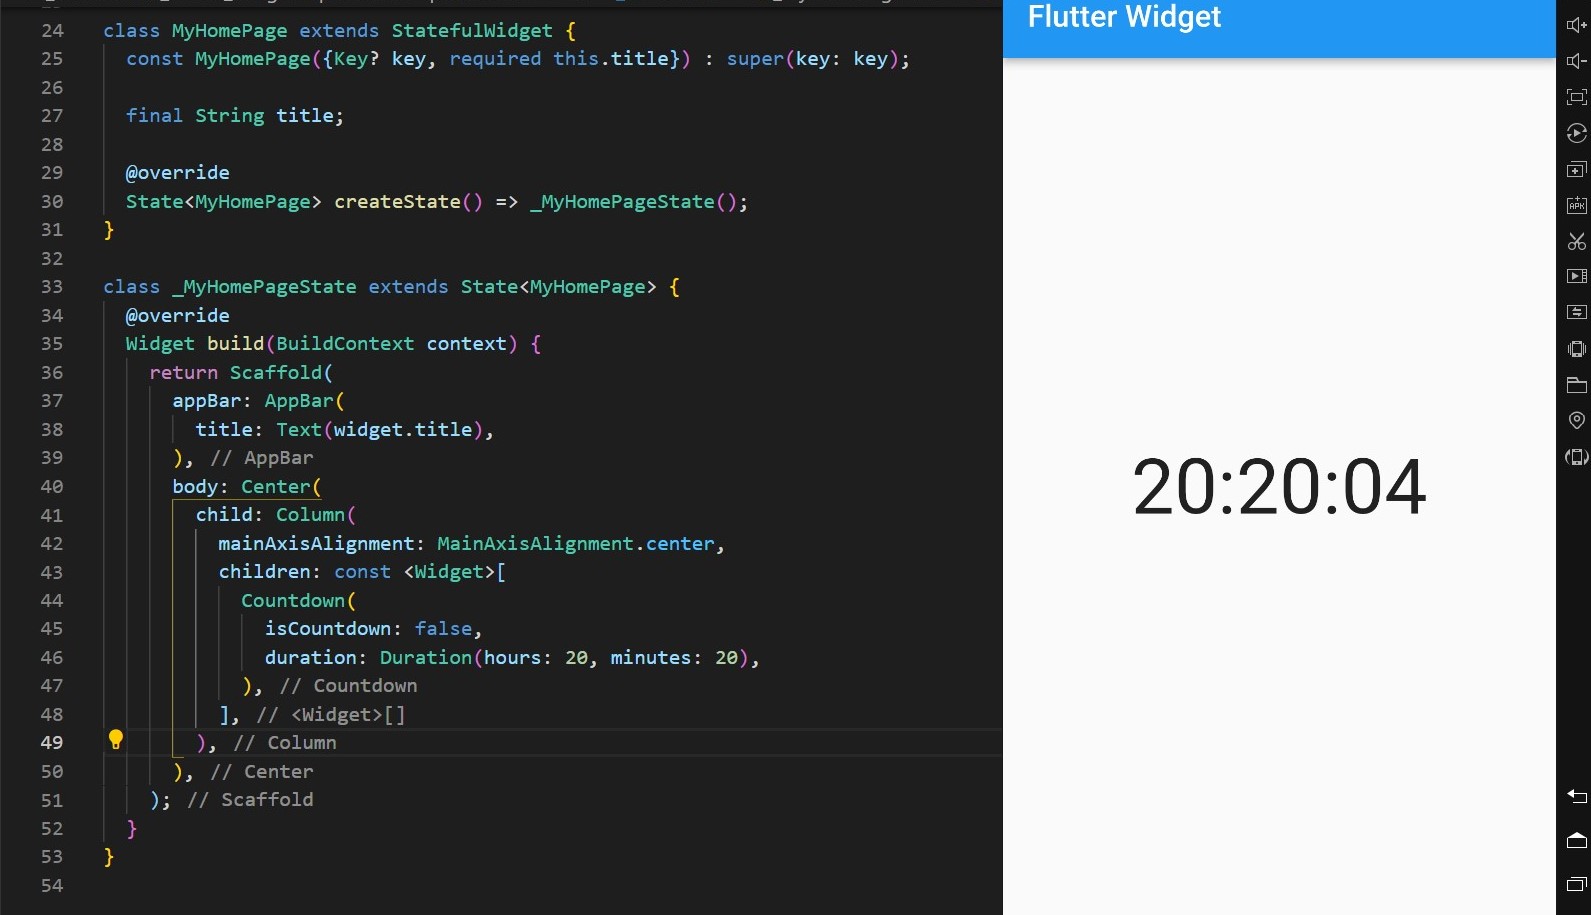 24 class MyHomePage extends StatefulWidget {
25 const MyHomePage({Key? key, required this.title}) : super(key: key);
26
27 final String title;
28
29 @override
30 State<MyHomePage> createState() => _MyHomePageState();
31 }
32
33 class _MyHomePageState extends State<MyHomePage> {
34 @override
35 Widget build(BuildContext context) {
36 return Scaffold(
37 appBar: AppBar(
38 title: Text(widget.title),
39 ), // AppBar
40 body: Center(
41 child: Column(
42 mainAxisAlignment: MainAxisAlignment.center,
43 children: const <Widget>[
44 Countdown(
45 isCountdown: false,
46 duration: Duration(hours: 20, minutes: 20),
47 ), // Countdown
48 ], // <Widget>[]
49 ), // Column
50 ), // Center
51 ); // Scaffold
52 }
53 }
54
Flutter Widget
20:20:04
APK